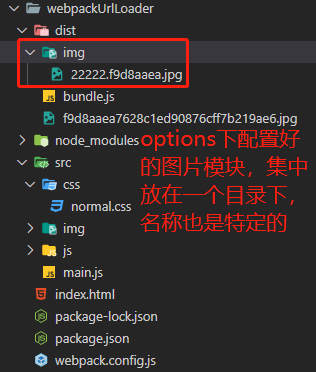 webpackUrlLoader
dist
img
22222.f9d8aaea.jpg
bundle.js
f9d8aaea7628c1ed90876cff7b219ae6.jpg
node_modules
src
css
normal.css
img
js
main.js
index.html
package-lock.json
package.json
webpack.config.js
options下配置好
的图片模块，集中
放在一个目录下，
名称也是特定的